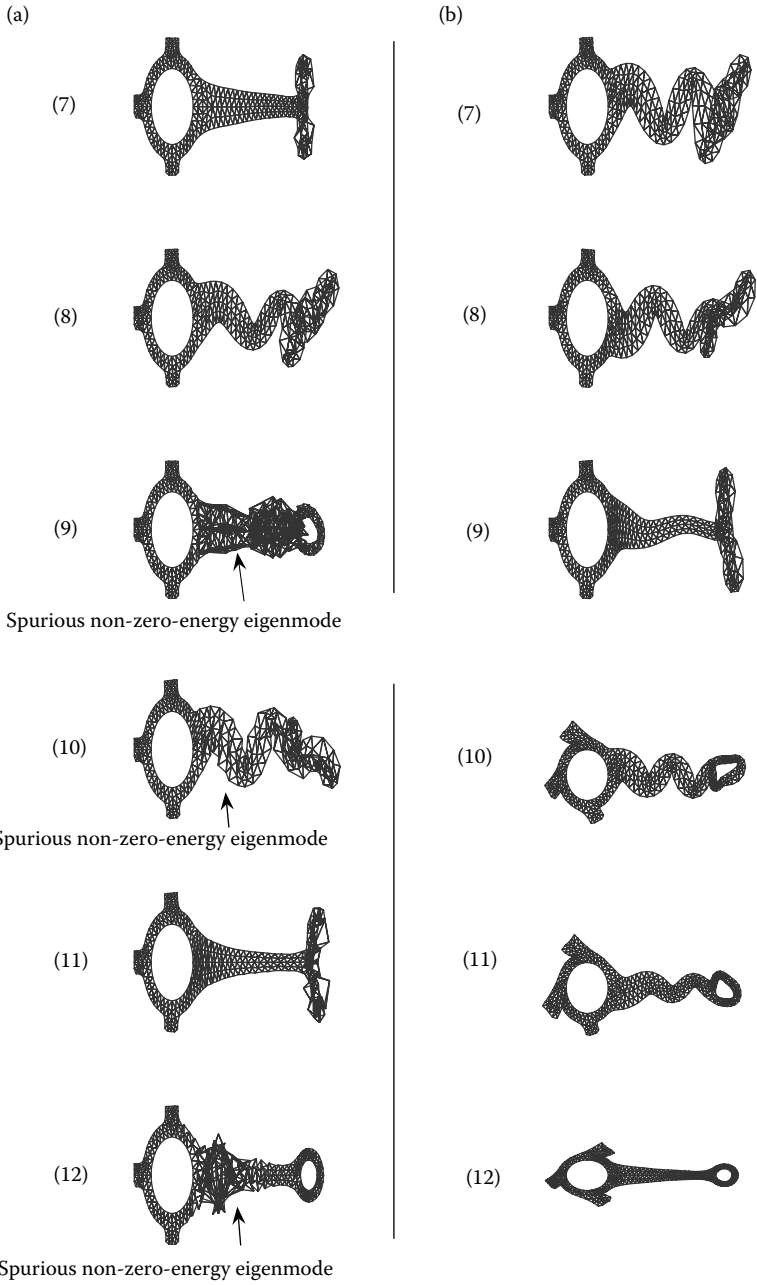 (a)
(b)
(7)
(7)
(8)
(8)
(9)
(9)
Spurious non-zero-energy eigenmode
(10)
(10)
Spurious non-zero-energy eigenmode
(11)
(11)
(12)
(12)
Spurious non-zero-energy eigenmode